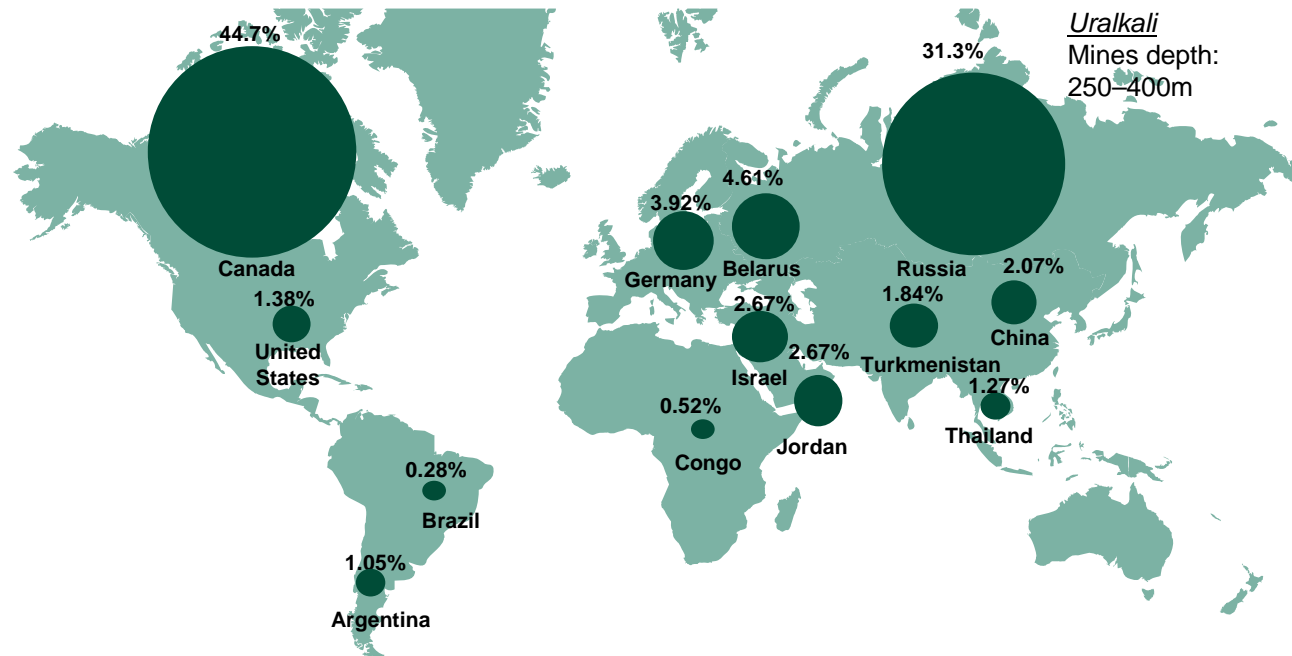 44.7%
Canada
1.38%
United
States
0.28%
Brazil
1.05%
Argentina
3.92%
Germany
4.61%
Belarus
2.67%
Israel
2.67%
Jordan
0.52%
Congo
31.3%
Russia
Uralkali
Mines depth:
250–400m
1.84%
Turkmenistan
2.07%
China
1.27%
Thailand